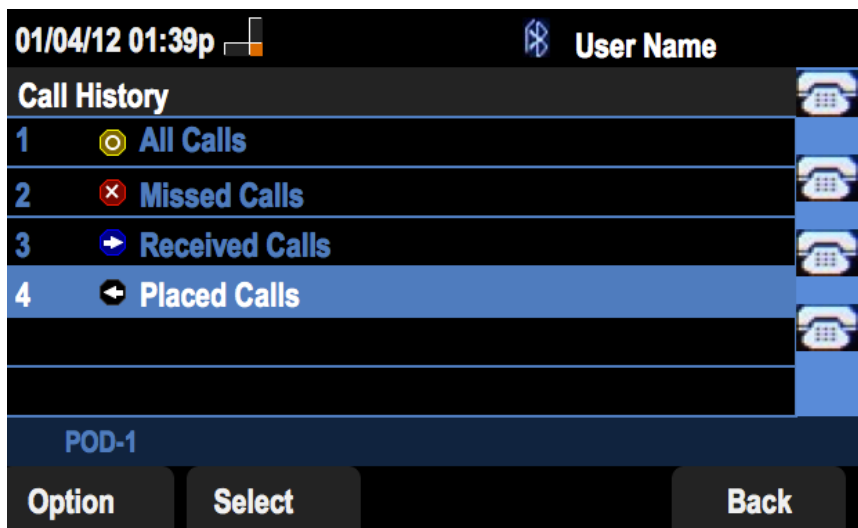 01/04/12 01:39p User Name
Call History
1 All Calls
2 Missed Calls
3 Received Calls
4 Placed Calls
POD-1
Option Select Back